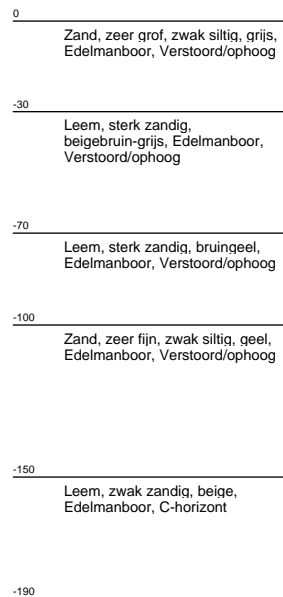 0
Zand, zeer grof, zwak siltig, grijs,
Edelmanboor, Verstoord/ophoog
-30
Leem, sterk zandig,
beigebruin-grijs, Edelmanboor,
Verstoord/ophoog
-70
Leem, sterk zandig, bruingeel,
Edelmanboor, Verstoord/ophoog
-100
Zand, zeer fijn, zwak siltig, geel,
Edelmanboor, Verstoord/ophoog
-150
Leem, zwak zandig, beige,
Edelmanboor, C-horizont
-190